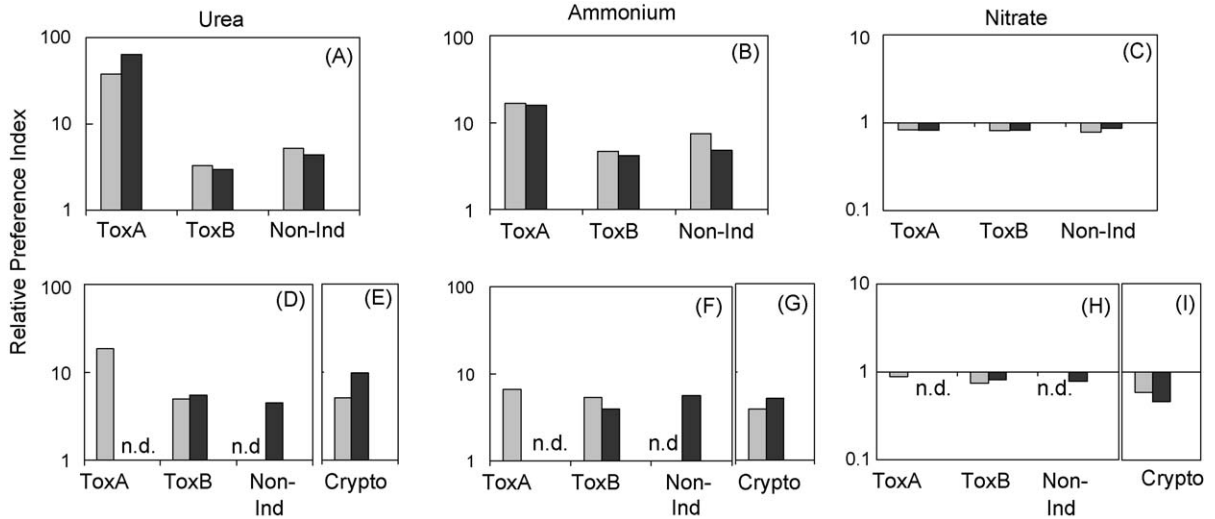 Urea
Ammonium
Nitrate
Relative Preference Index
100
10
1
(A)
ToxA
ToxB
Non-Ind
100
10
1
(B)
ToxA
ToxB
Non-Ind
10
1
0.1
(C)
ToxA
ToxB
Non-Ind
100
10
1
(D)
n.d.
n.d
ToxA
ToxB
Non-
Ind
(E)
Crypto
100
10
1
(F)
n.d.
n.d
ToxA
ToxB
Non-
Ind
(G)
Crypto
10
1
0.1
(H)
n.d.
n.d.
ToxA
ToxB
Non-
Ind
(I)
Crypto